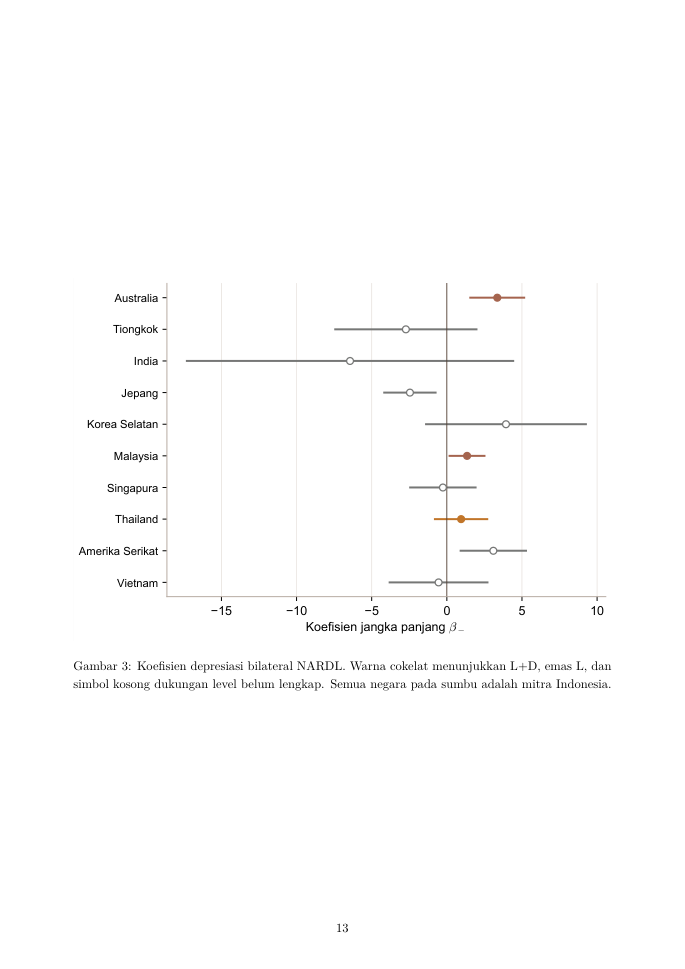 Australia
Tiongkok
India
Jepang
Korea Selatan
Malaysia
Singapura
Thailand
Amerika Serikat
Vietnam
−15 −10 −5 0 5 10
Koefisien jangka panjang β−
Gambar 3: Koefisien depresiasi bilateral NARDL. Warna cokelat menunjukkan L+D, emas L, dan
simbol kosong dukungan level belum lengkap. Semua negara pada sumbu adalah mitra Indonesia.
13